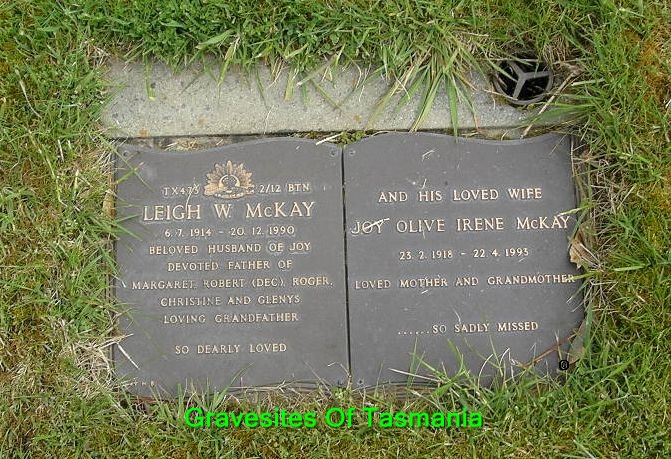 TX473 2/12 BTN
LEIGH W McKAY
6.7.1914 - 20.12.1990
BELOVED HUSBAND OF JOY
DEVOTED FATHER OF
MARGARET, ROBERT (DEC), ROGER,
CHRISTINE AND GLENYS
LOVING GRANDFATHER
SO DEARLY LOVED
AND HIS LOVED WIFE
JOY OLIVE IRENE McKAY
23.2.1918 - 22.4.1993
LOVED MOTHER AND GRANDMOTHER
......SO SADLY MISSED
Gravesites Of Tasmania